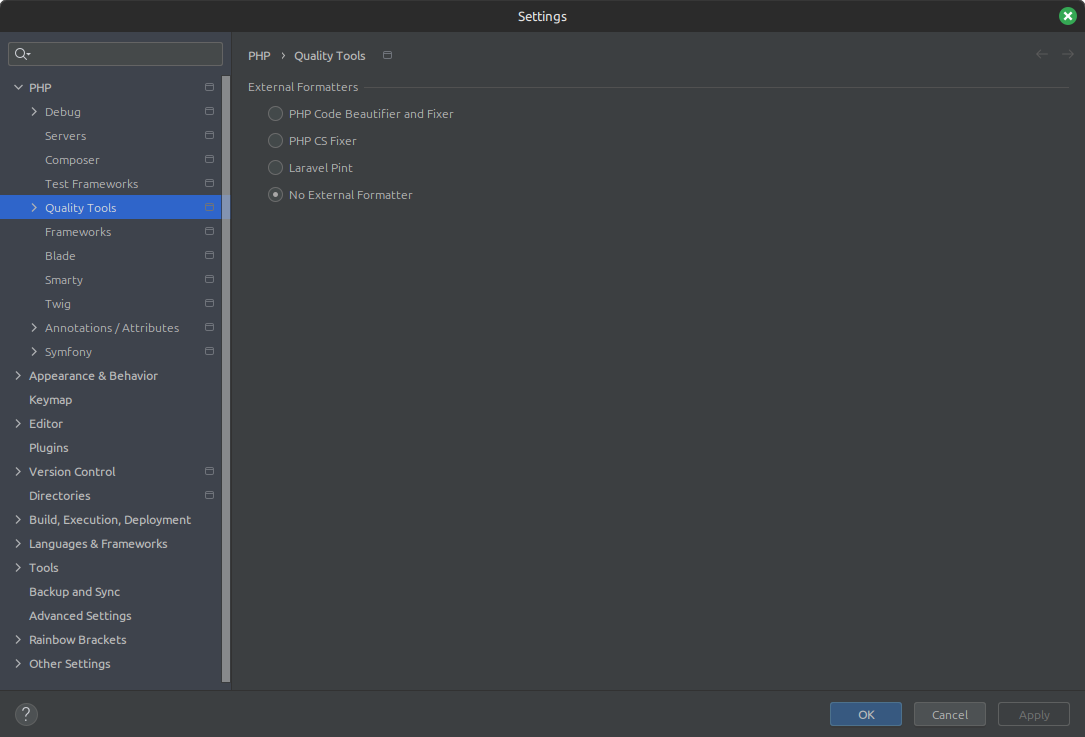 Settings
PHP
Debug
Servers
Composer
Test Frameworks
Quality Tools
Frameworks
Blade
Smarty
Twig
Annotations / Attributes
Symfony
Appearance & Behavior
Keymap
Editor
Plugins
Version Control
Directories
Build, Execution, Deployment
Languages & Frameworks
Tools
Backup and Sync
Advanced Settings
Rainbow Brackets
Other Settings
PHP › Quality Tools
External Formatters
PHP Code Beautifier and Fixer
PHP CS Fixer
Laravel Pint
No External Formatter
?
OK Cancel Apply